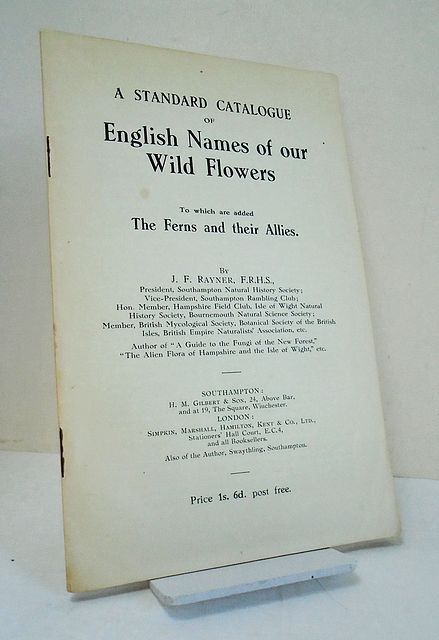 A STANDARD CATALOGUE
OF
English Names of our
Wild Flowers
To which are added
The Ferns and their Allies.
By
J. F. RAYNER, F.R.H.S.,
President, Southampton Natural History Society;
Vice-President, Southampton Rambling Club;
Hon. Member, Hampshire Field Club, Isle of Wight Natural
History Society, Bournemouth Natural Science Society;
Member, British Mycological Society, Botanical Society of the British
Isles, British Empire Naturalists' Association, etc.
Author of "A Guide to the Fungi of the New Forest,"
"The Alien Flora of Hampshire and the Isle of Wight," etc.
SOUTHAMPTON:
H. M. GILBERT & SON, 24, Above Bar,
and at 19, The Square, Winchester.
LONDON:
SIMPKIN, MARSHALL, HAMILTON, KENT & CO., LTD.,
Stationers' Hall Court, E.C.4,
and all Booksellers.
Also of the Author, Swaythling, Southampton.
Price 1s. 6d. post free.